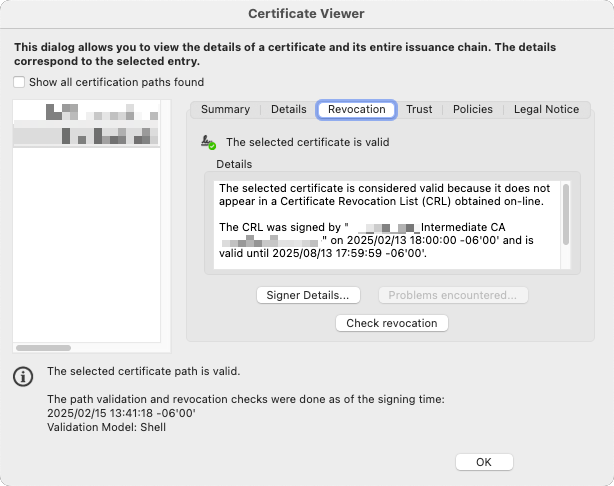 Certificate Viewer
This dialog allows you to view the details of a certificate and its entire issuance chain. The details
correspond to the selected entry.
Show all certification paths found
Summary Details Revocation Trust Policies Legal Notice
The selected certificate is valid
Details
The selected certificate is considered valid because it does not
appear in a Certificate Revocation List (CRL) obtained on-line.
The CRL was signed by " Intermediate CA
" on 2025/02/13 18:00:00 -06'00' and is
valid until 2025/08/13 17:59:59 -06'00'.
Signer Details... Problems encountered...
Check revocation
The selected certificate path is valid.
The path validation and revocation checks were done as of the signing time:
2025/02/15 13:41:18 -06'00'
Validation Model: Shell
OK